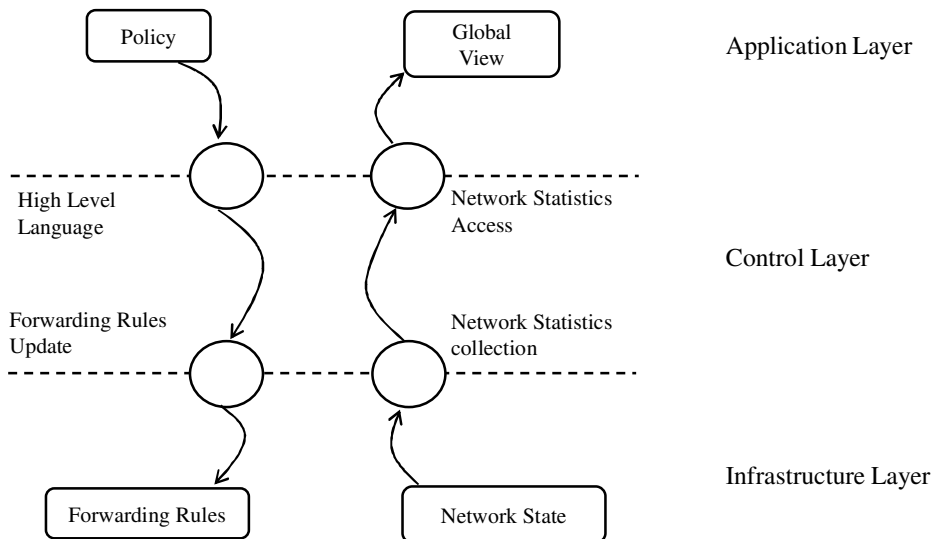 Policy
Global
View
Application Layer
High Level
Language
Network Statistics
Access
Control Layer
Forwarding Rules
Update
Network Statistics
collection
Infrastructure Layer
Forwarding Rules
Network State